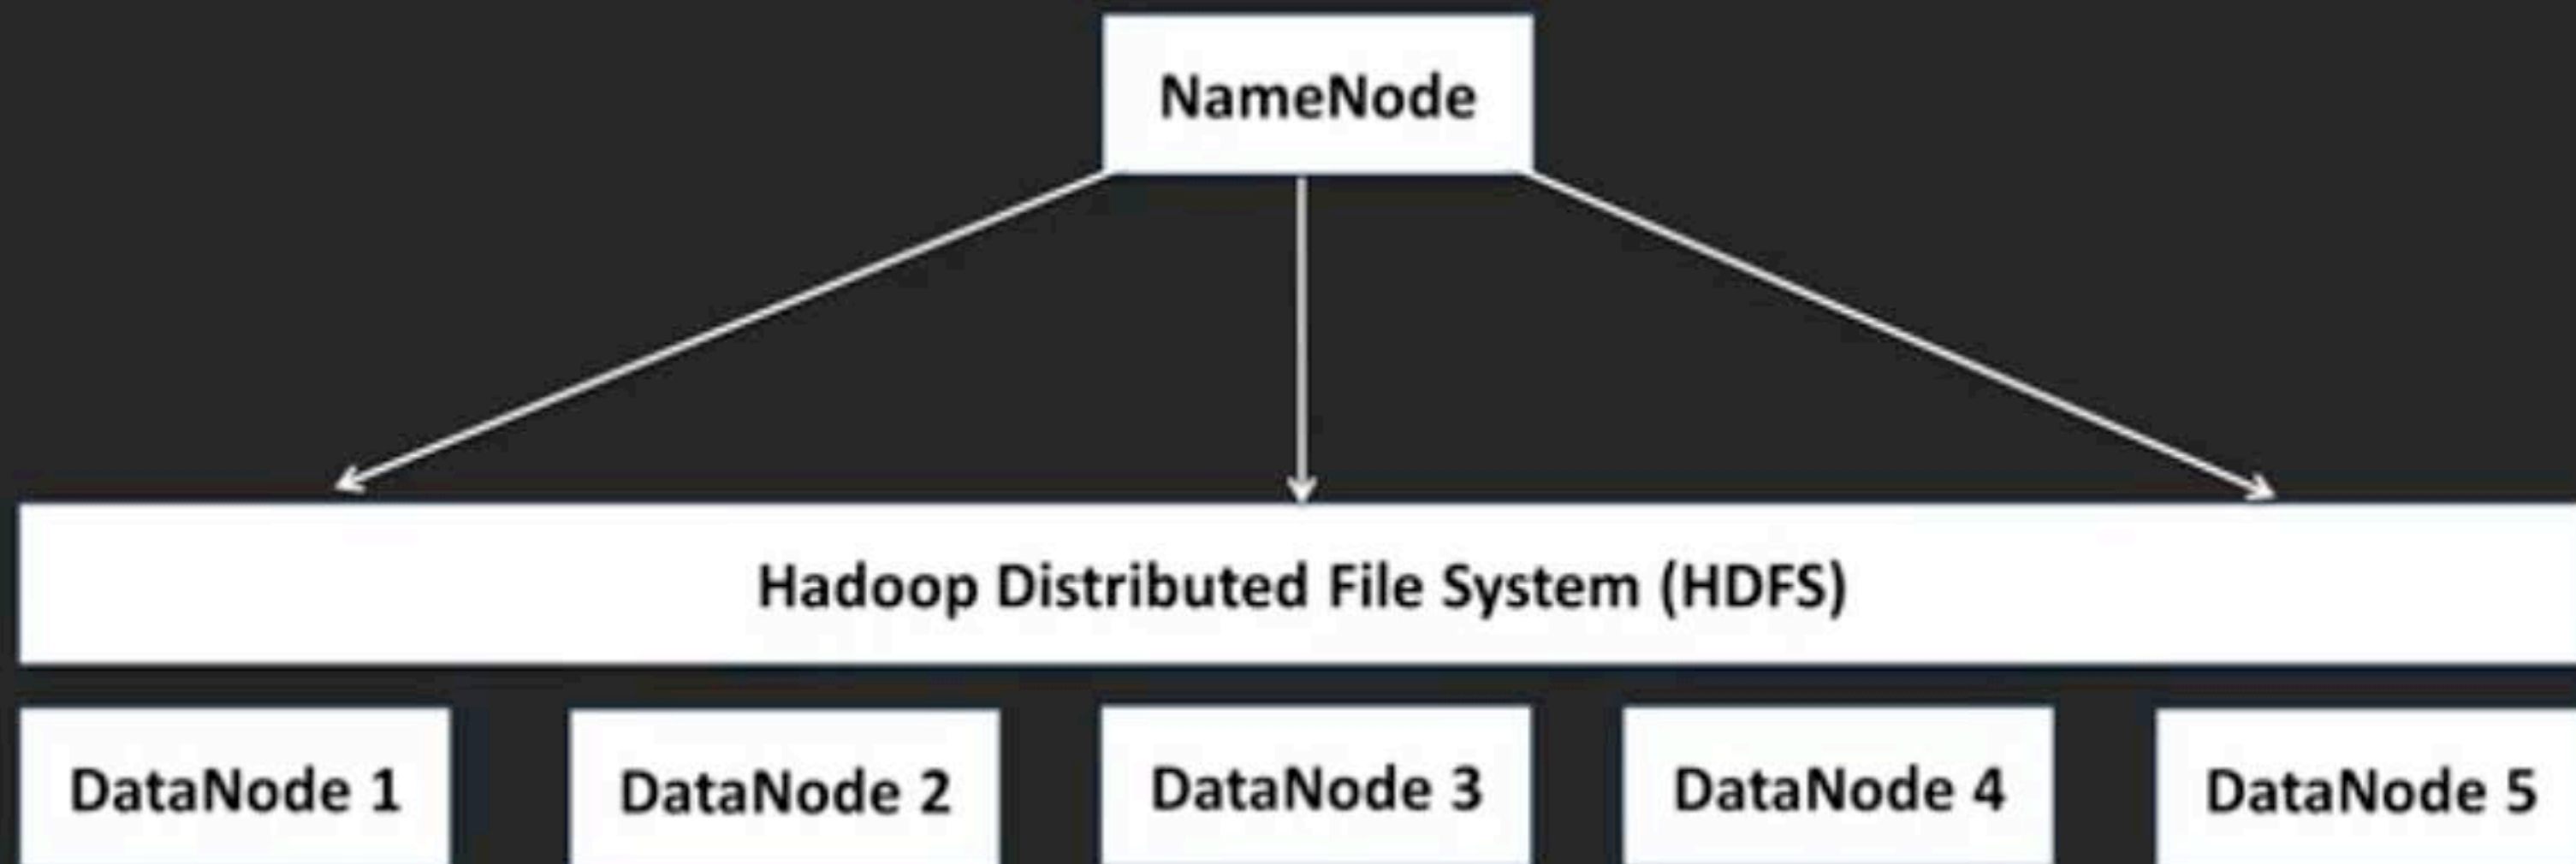 NameNode
Hadoop Distributed File System (HDFS)
DataNode 1
DataNode 2
DataNode 3
DataNode 4
DataNode 5